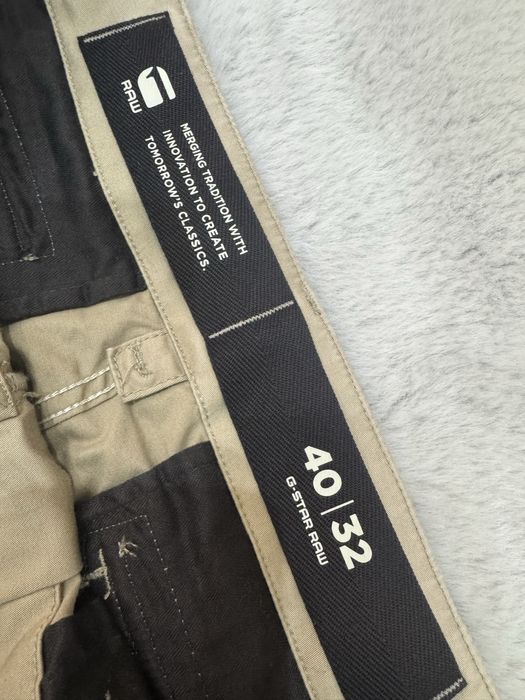 RAW
MERGING TRADITION WITH
INNOVATION TO CREATE
TOMORROW'S CLASSICS.
40|32
G-STAR RAW